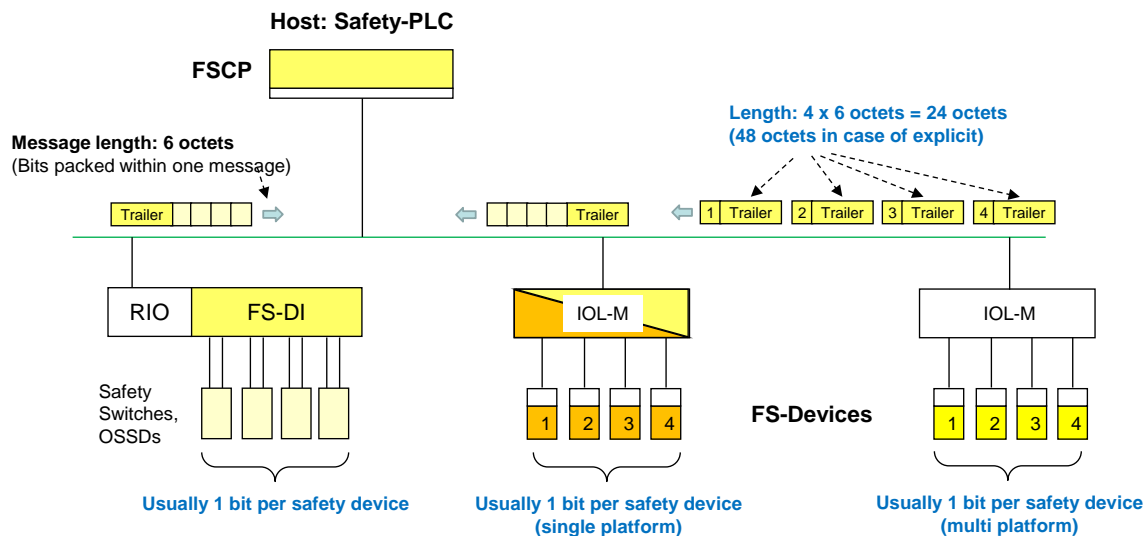 Host: Safety-PLC
FSCP
Length: 4 x 6 octets = 24 octets
(48 octets in case of explicit)
Message length: 6 octets
(Bits packed within one message)
Trailer
Trailer
1 Trailer
2 Trailer
3 Trailer
4 Trailer
RIO
FS-DI
IOL-M
IOL-M
Safety
Switches,
OSSDs
1
2
3
4
FS-Devices
1
2
3
4
Usually 1 bit per safety device
Usually 1 bit per safety device
(single platform)
Usually 1 bit per safety device
(multi platform)